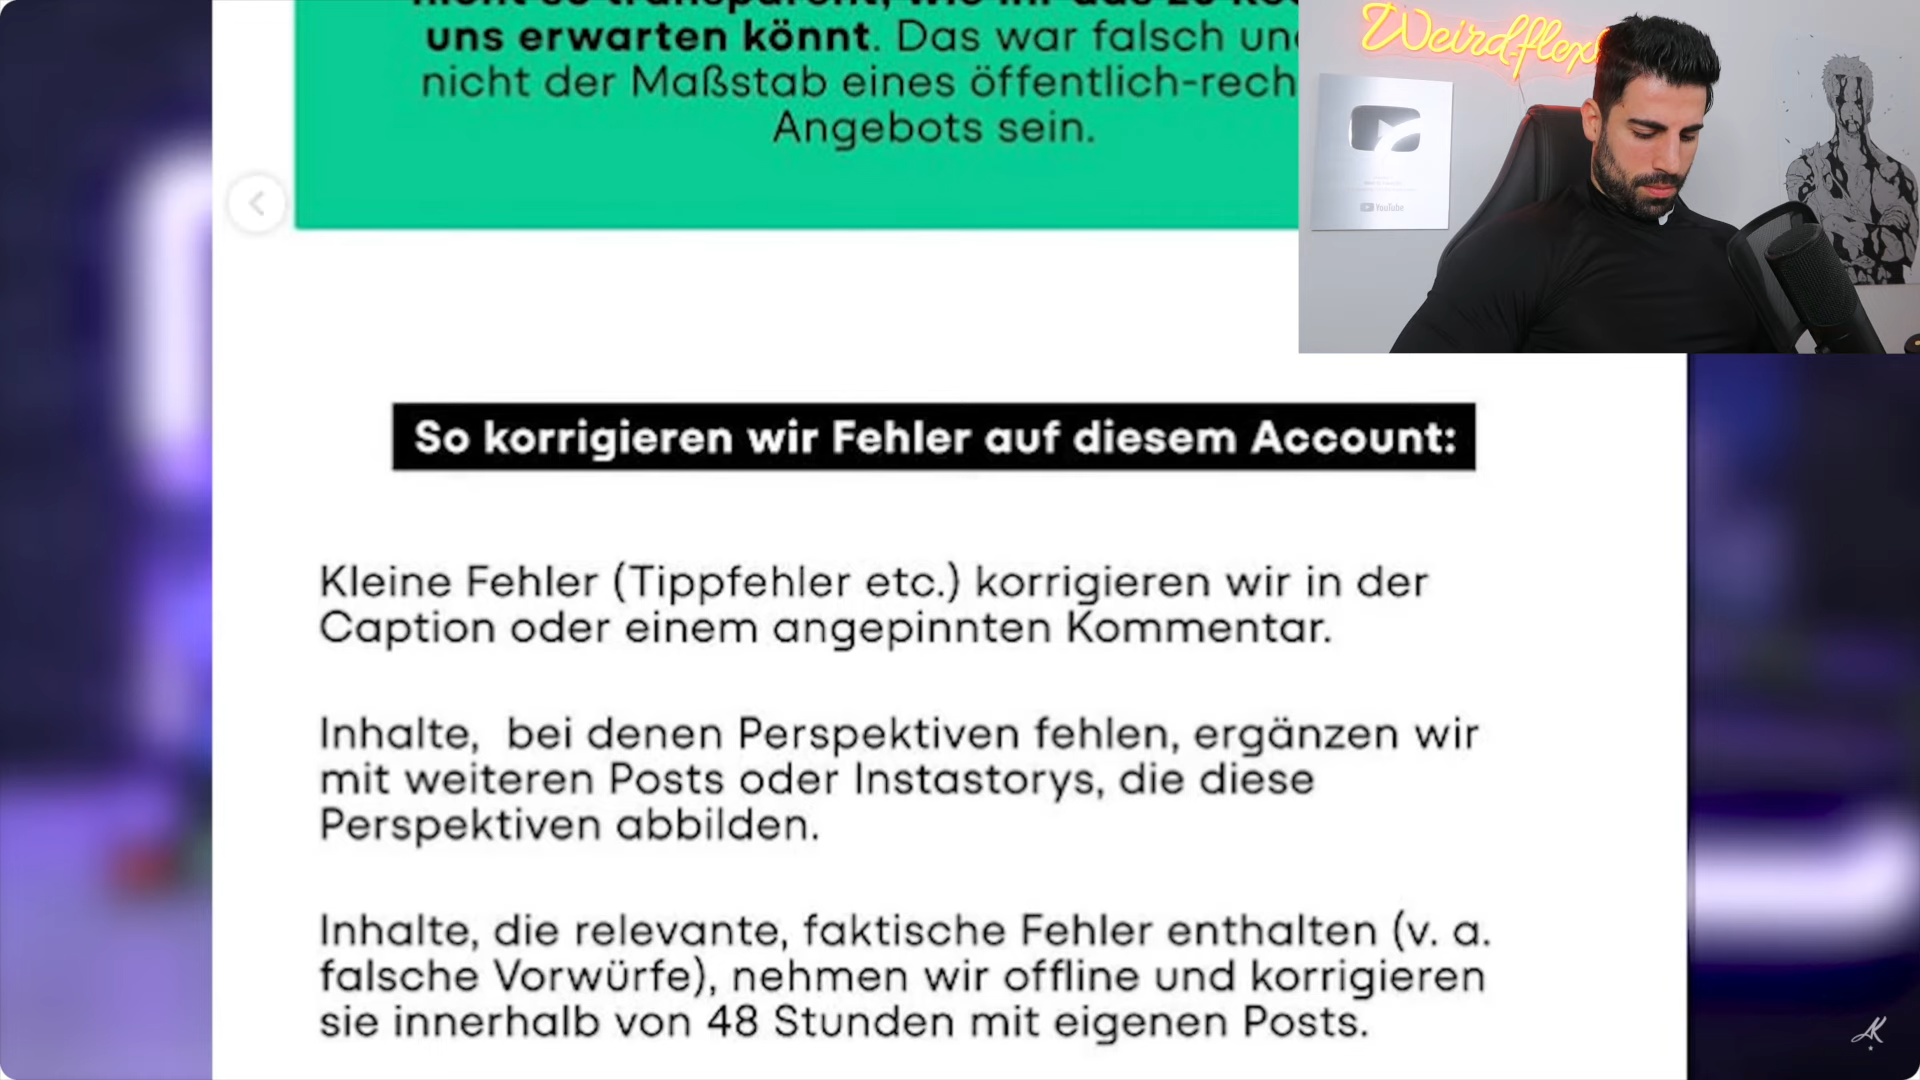 uns erwarten könnt. Das war falsch und
nicht der Maßstab eines öffentlich-rech
Angebots sein.
So korrigieren wir Fehler auf diesem Account:
Kleine Fehler (Tippfehler etc.) korrigieren wir in der
Caption oder einem angepinnten Kommentar.
Inhalte, bei denen Perspektiven fehlen, ergänzen wir
mit weiteren Posts oder Instastorys, die diese
Perspektiven abbilden.
Inhalte, die relevante, faktische Fehler enthalten (v. a.
falsche Vorwürfe), nehmen wir offline und korrigieren
sie innerhalb von 48 Stunden mit eigenen Posts.
Weirdflex
YouTube
AK